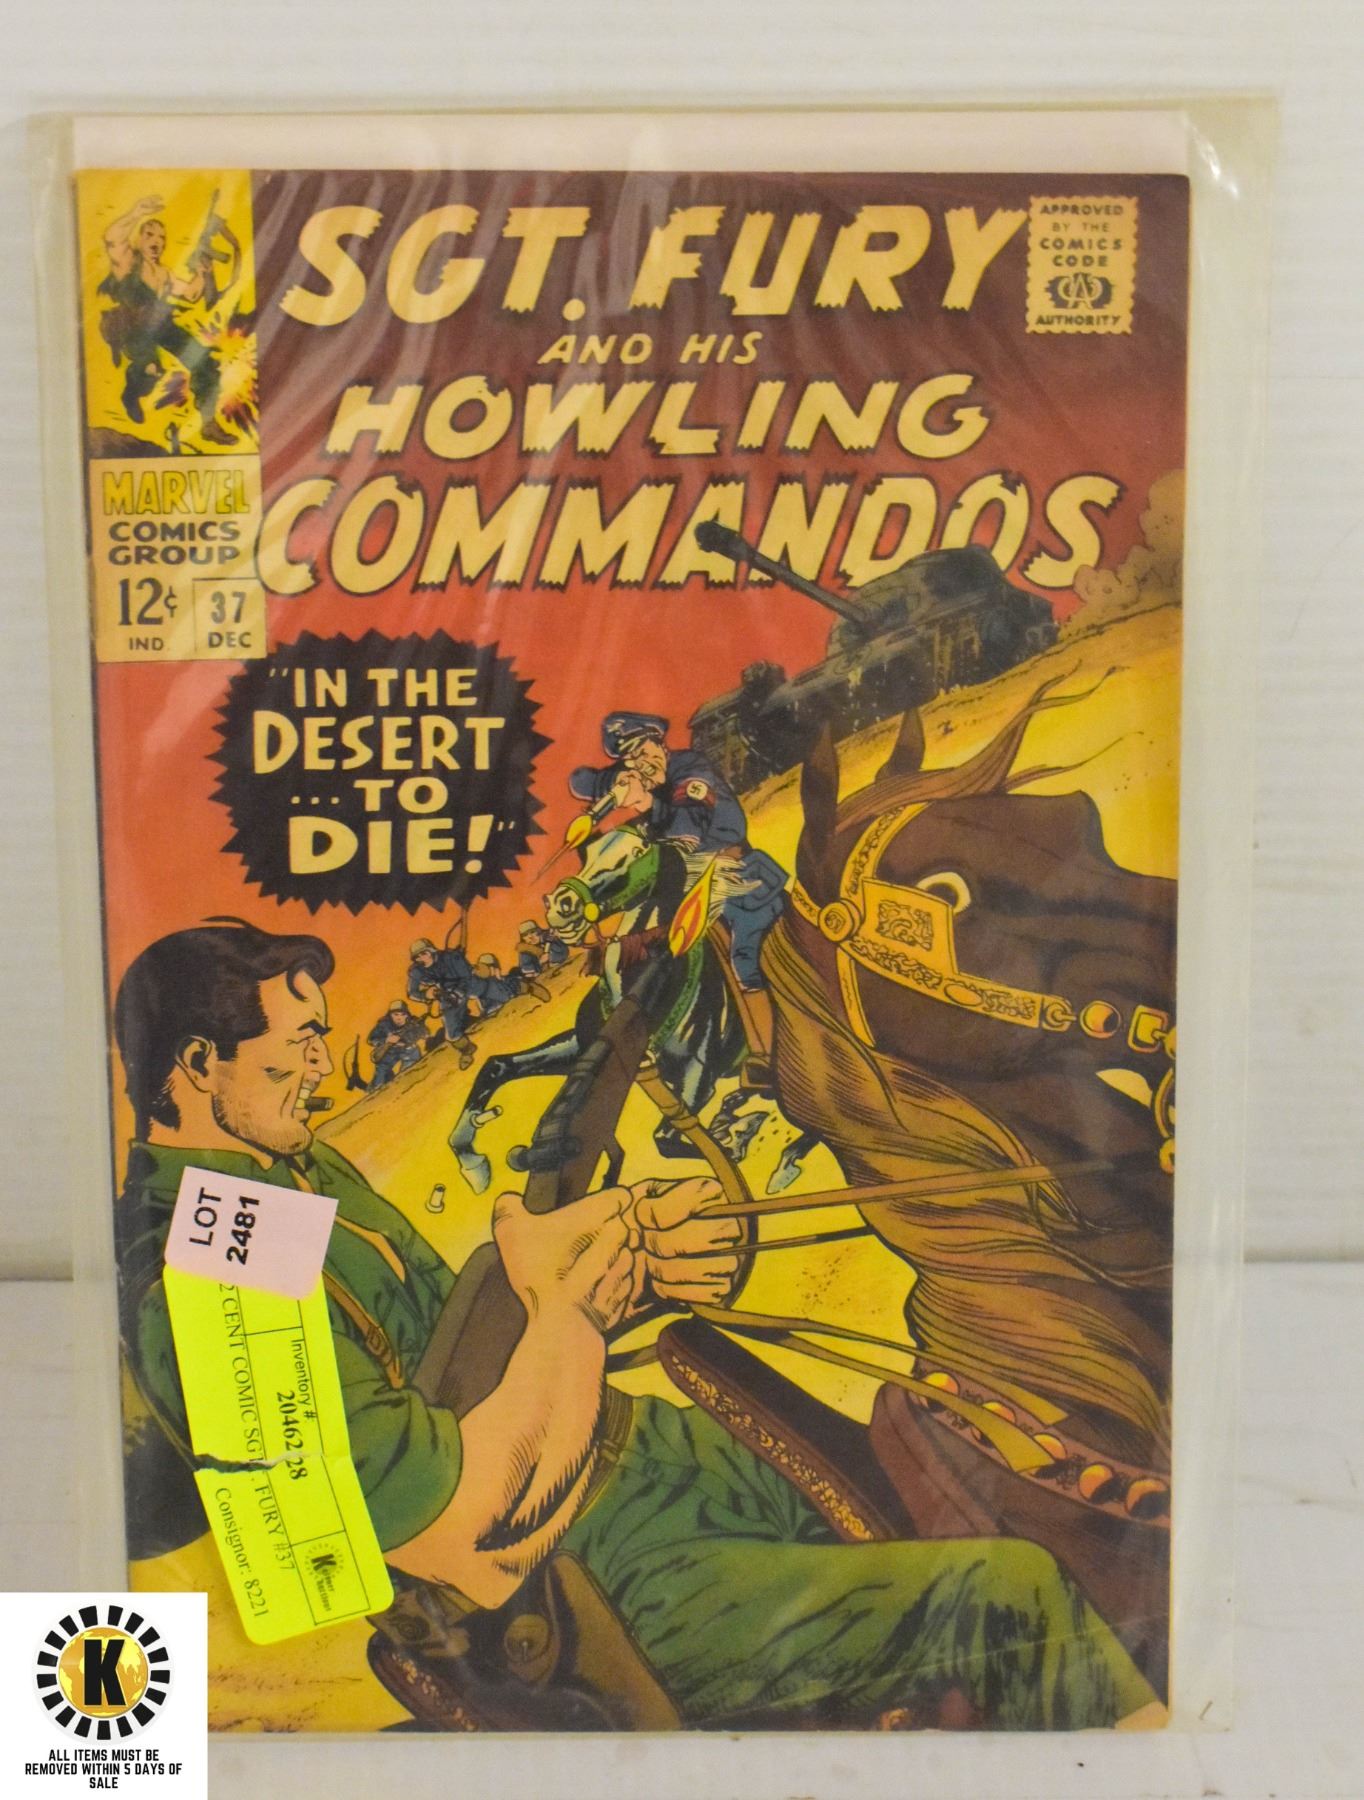 SGT. FURY
AND HIS
HOWLING
COMMANDOS
APPROVED
BY THE
COMICS
CODE
CA
AUTHORITY
MARVEL
COMICS
GROUP
12¢
IND.
37
DEC
"IN THE
DESERT
...TO
DIE!"
LOT
2481
Inventory #
2046228
2 CENT COMIC SGT. FURY #37
Consignor: 8221
K
ALL ITEMS MUST BE
REMOVED WITHIN 5 DAYS OF
SALE